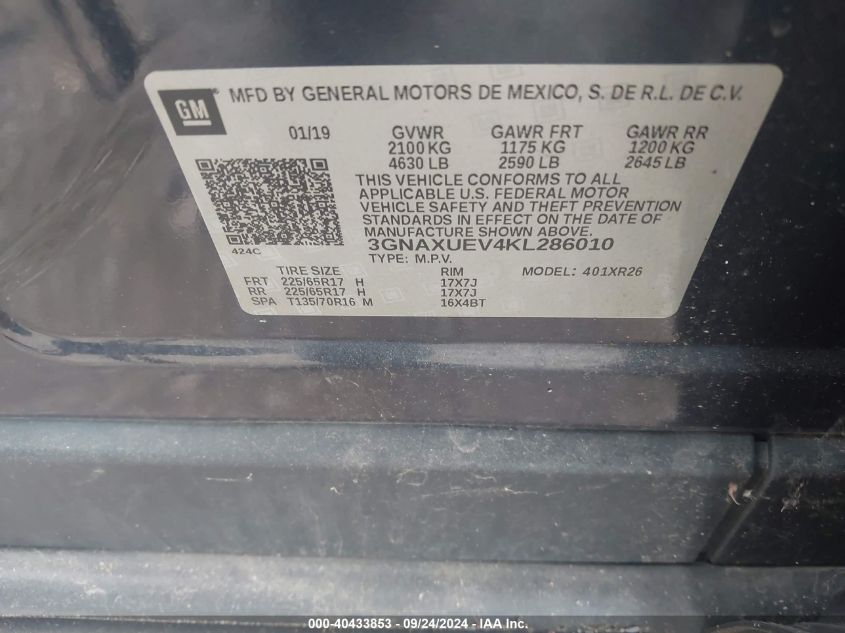 GM ® MFD BY GENERAL MOTORS DE MEXICO, S. DE R.L. DE C.V.
01/19 GVWR GAWR FRT GAWR RR
2100 KG 1175 KG 1200 KG
4630 LB 2590 LB 2645 LB
THIS VEHICLE CONFORMS TO ALL
APPLICABLE U.S. FEDERAL MOTOR
VEHICLE SAFETY AND THEFT PREVENTION
STANDARDS IN EFFECT ON THE DATE OF
MANUFACTURE SHOWN ABOVE.
424C 3GNAXUEV4KL286010
TYPE: M.P.V.
TIRE SIZE RIM MODEL: 401XR26
FRT 225/65R17 H 17X7J
RR 225/65R17 H 17X7J
SPA T135/70R16 M 16X4BT
000-40433853 - 09/24/2024 - IAA Inc.